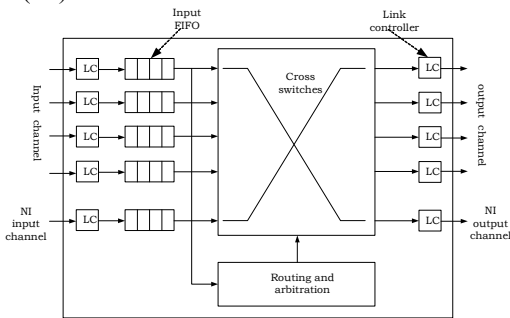 Input
FIFO
Link
controller
LC
LC
Cross
switches
LC
LC
LC
LC
LC
LC
Input channel
output channel
NI
input
channel
LC
LC
NI
output
channel
Routing and
arbitration